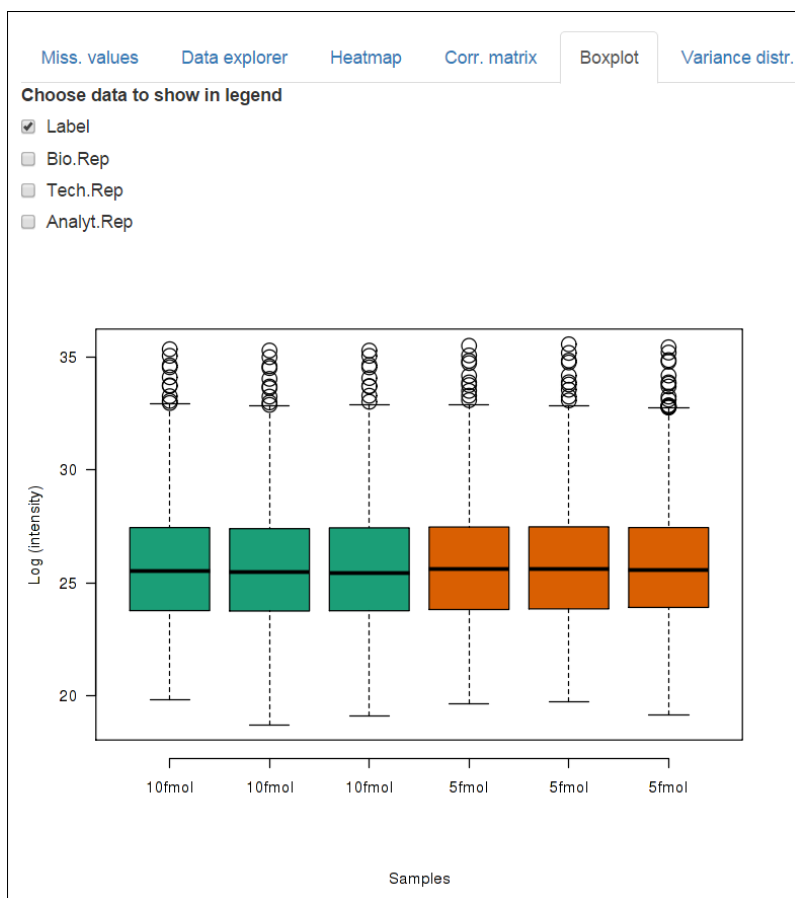 Miss. values Data explorer Heatmap Corr. matrix Boxplot Variance distr.
Choose data to show in legend
Label
Bio.Rep
Tech.Rep
Analyt.Rep
35
30
25
20
Log (intensity)
10fmol 10fmol 10fmol 5fmol 5fmol 5fmol
Samples